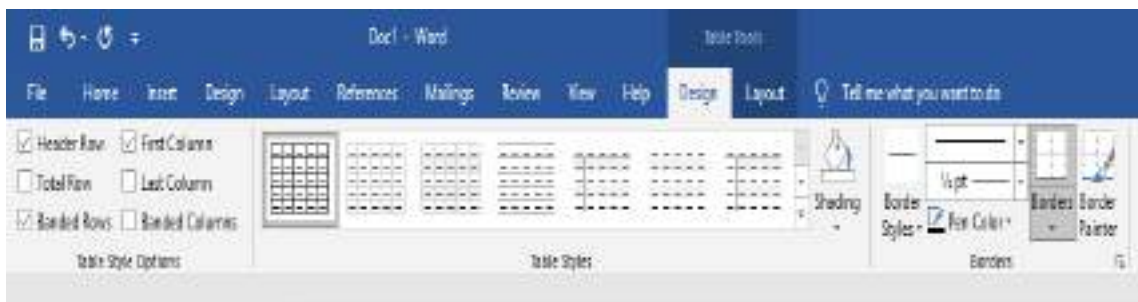 Doc1 - Word
Table Tools
File Home Insert Design Layout References Mailings Review View Help Design Layout Tell me what you want to do
Header Row First Column
Total Row Last Column
Banded Rows Banded Columns
Table Style Options
Table Styles
Shading
Border Styles
½ pt
Pen Color
Borders
Border Painter
Borders